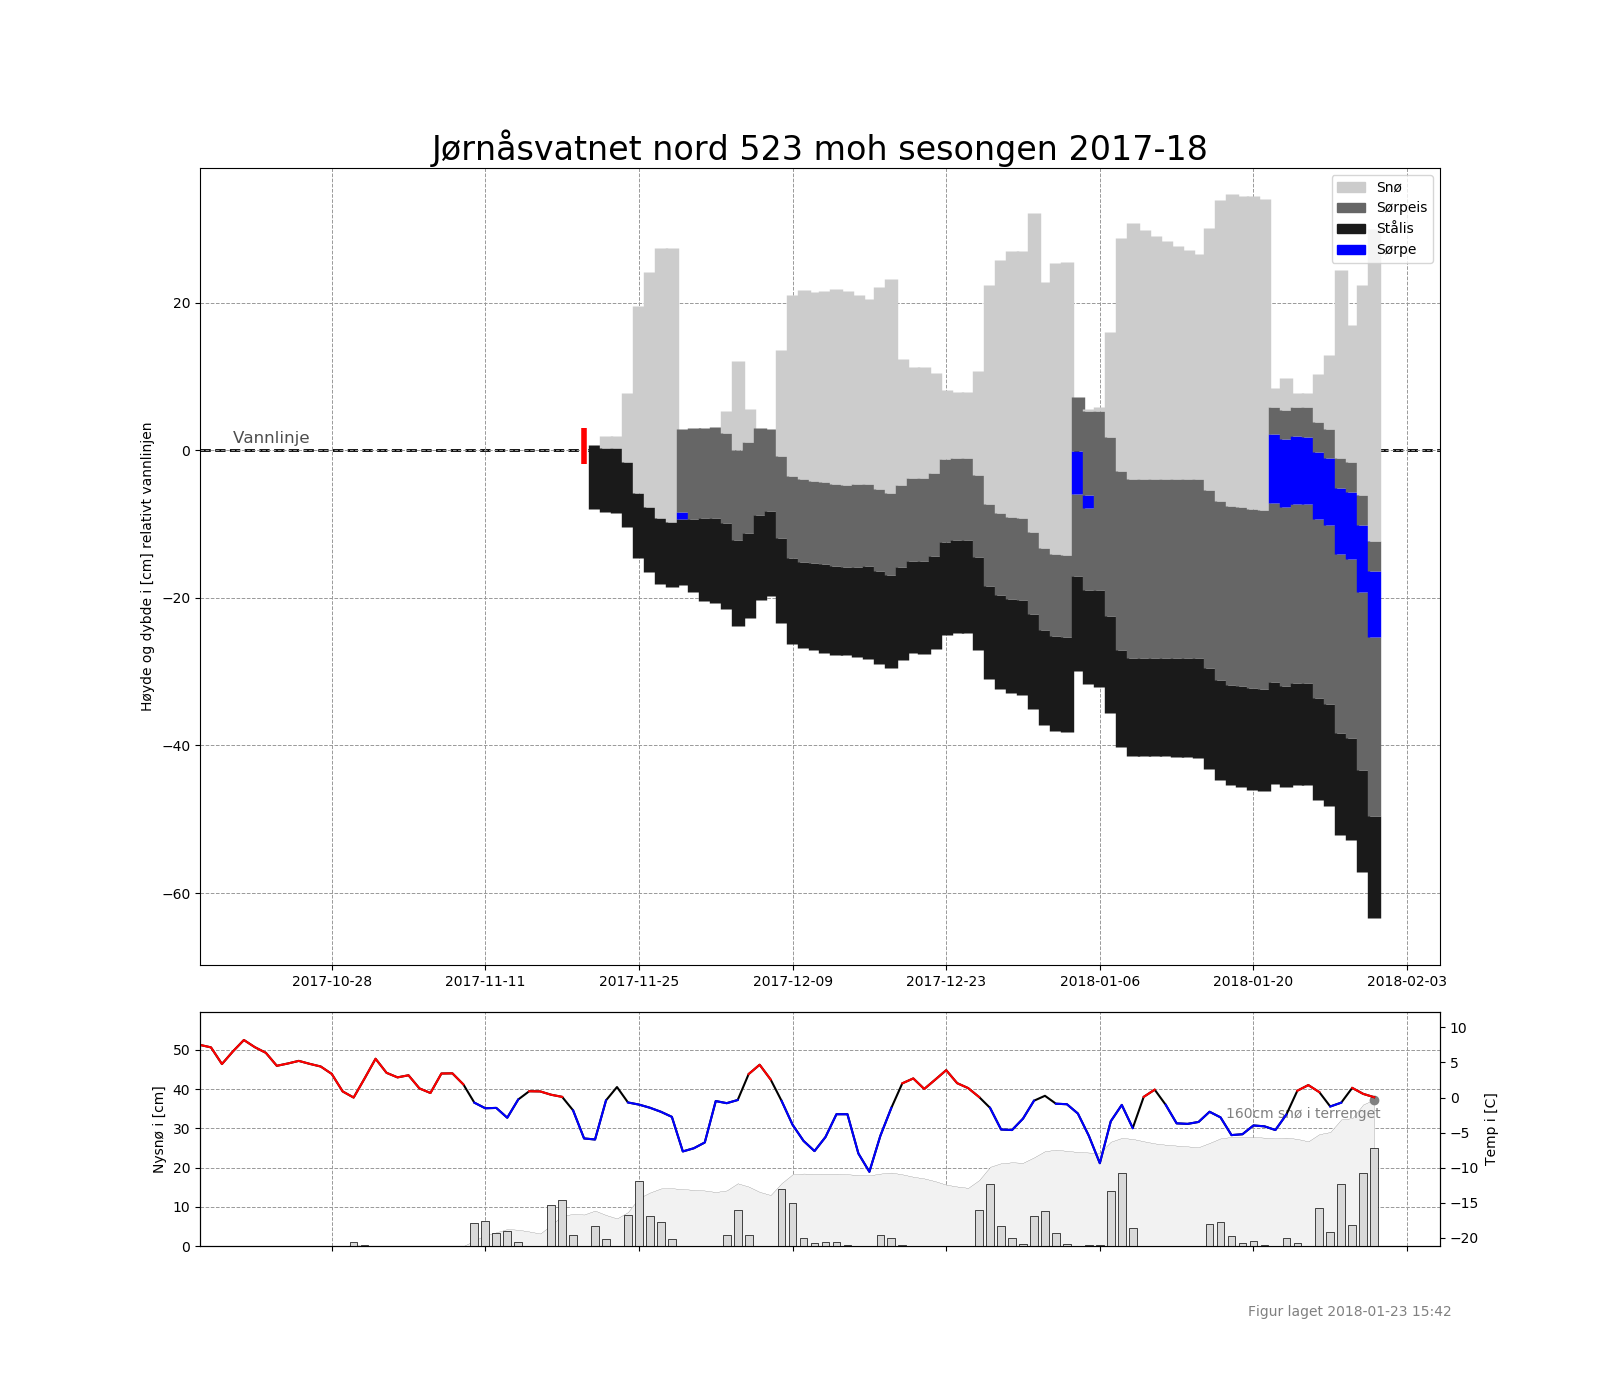 Jørnåsvatnet nord 523 moh sesongen 2017-18
Snø
Sørpeis
Stålis
Sørpe
Vannlinje
Høyde og dybde i [cm] relativt vannlinjen
20
0
−20
−40
−60
2017-10-28 2017-11-11 2017-11-25 2017-12-09 2017-12-23 2018-01-06 2018-01-20 2018-02-03
Nysnø i [cm]
50
40
30
20
10
0
160cm snø i terrenget
10
5
0
−5
−10
−15
−20
Temp i [C]
Figur laget 2018-01-23 15:42